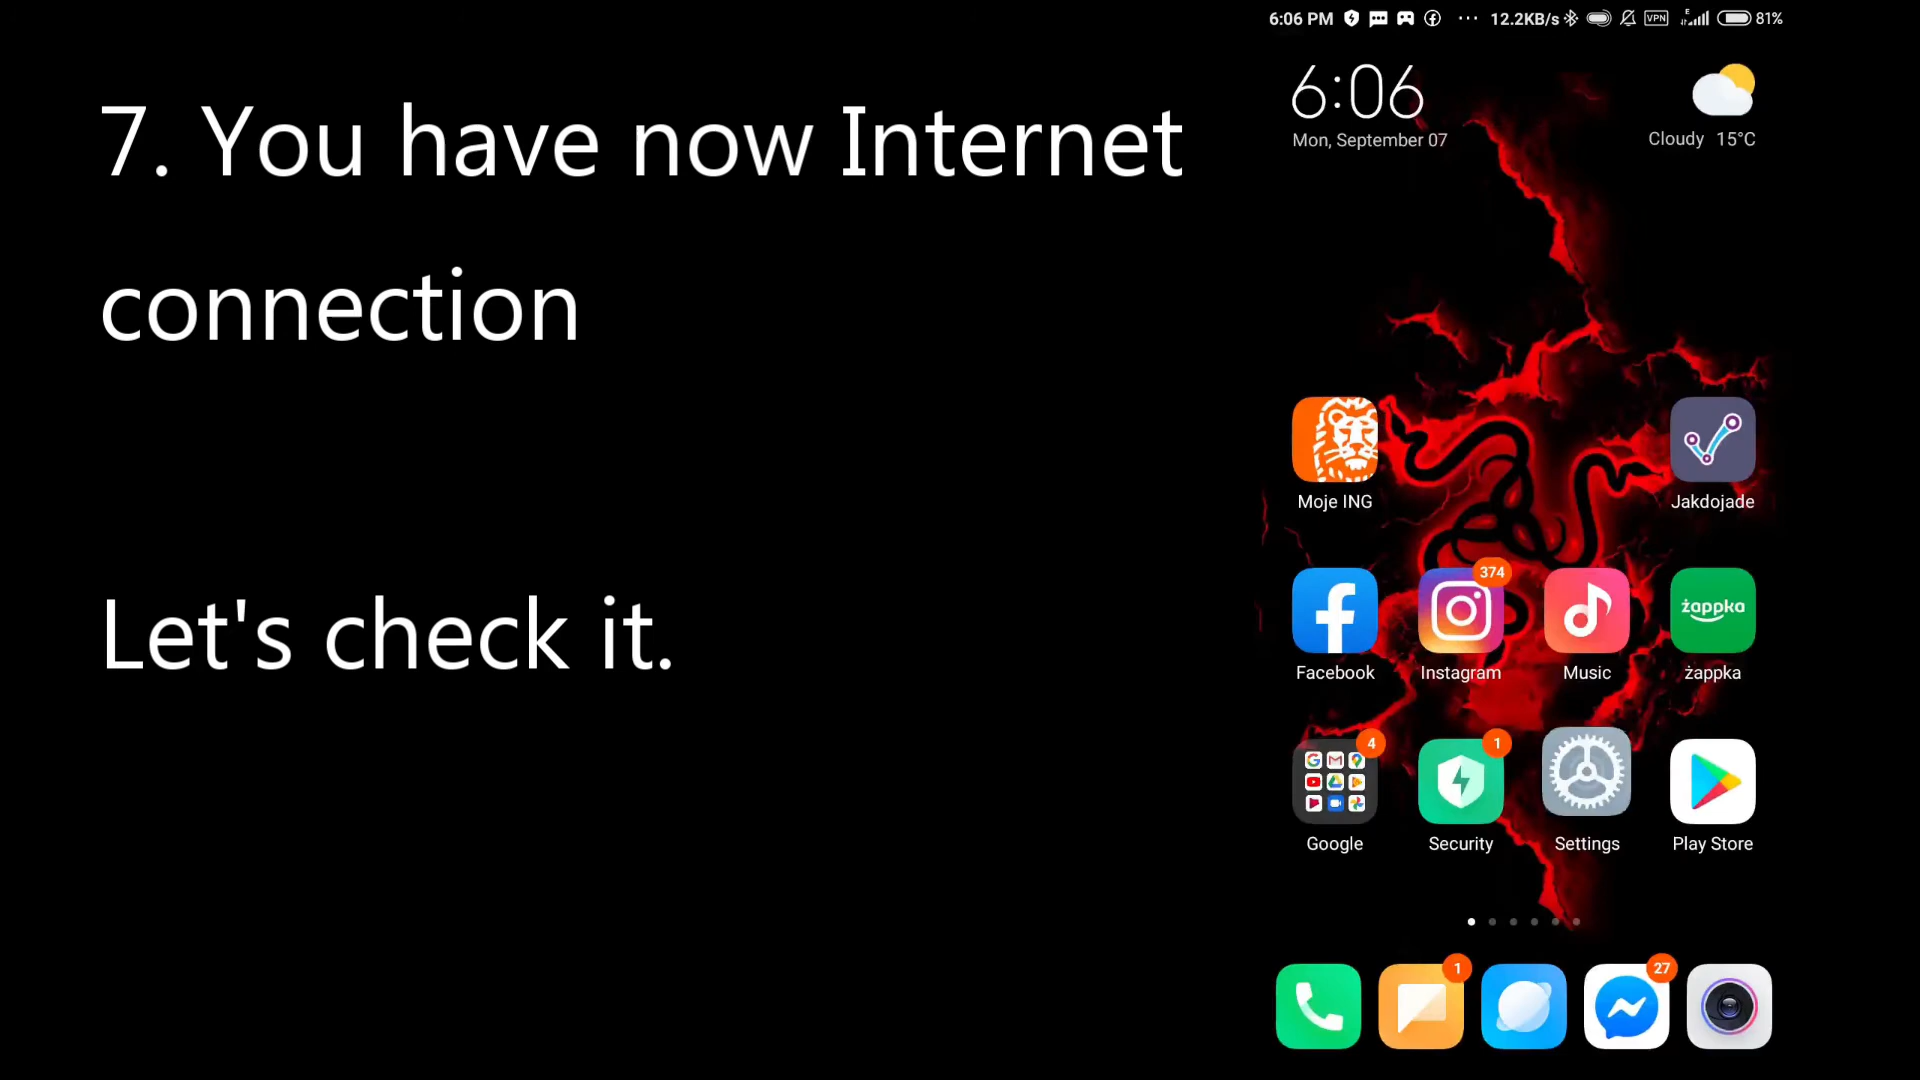 7. You have now Internet
connection
Let's check it.
6:06 PM ... 12.2KB/s VPN E 81%
6:06
Mon, September 07
Cloudy 15°C
Moje ING
Jakdojade
374
żappka
Facebook
Instagram
Music
żappka
4
1
Google
Security
Settings
Play Store
1
27